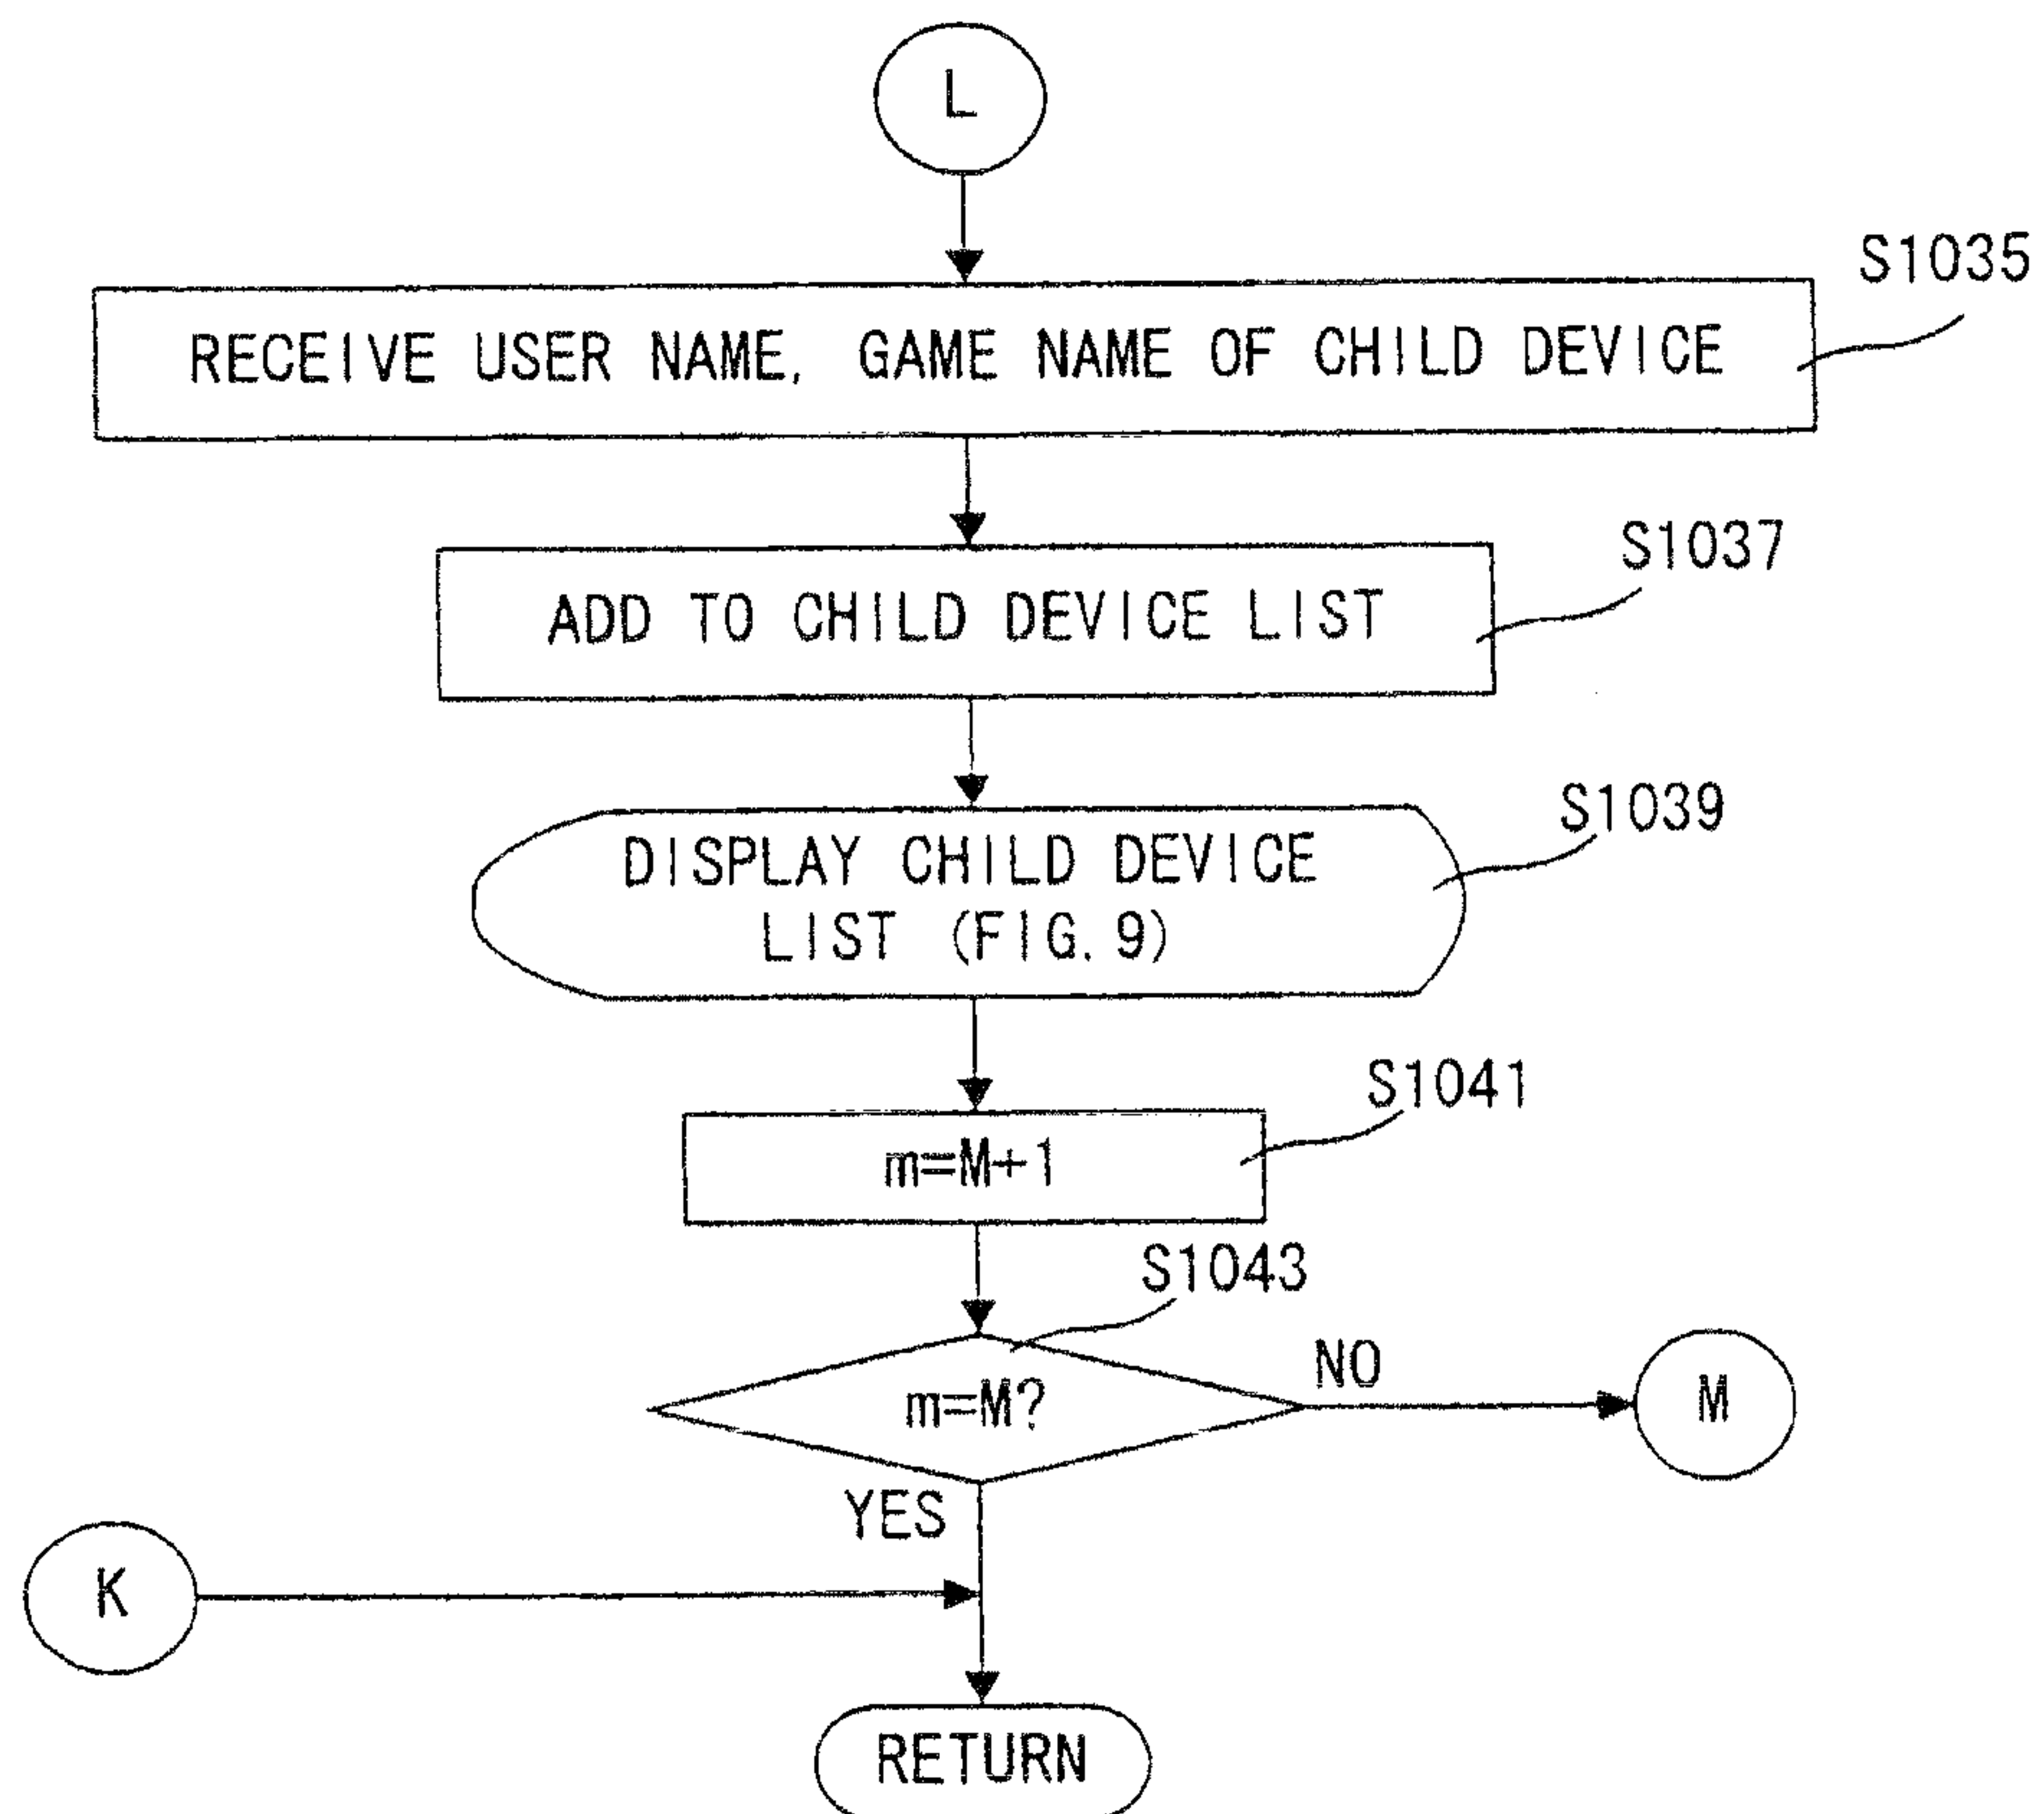 L
S1035
RECEIVE USER NAME, GAME NAME OF CHILD DEVICE
S1037
ADD TO CHILD DEVICE LIST
S1039
DISPLAY CHILD DEVICE
LIST (FIG. 9)
S1041
m=M+1
S1043
m=M?
NO
M
YES
K
RETURN